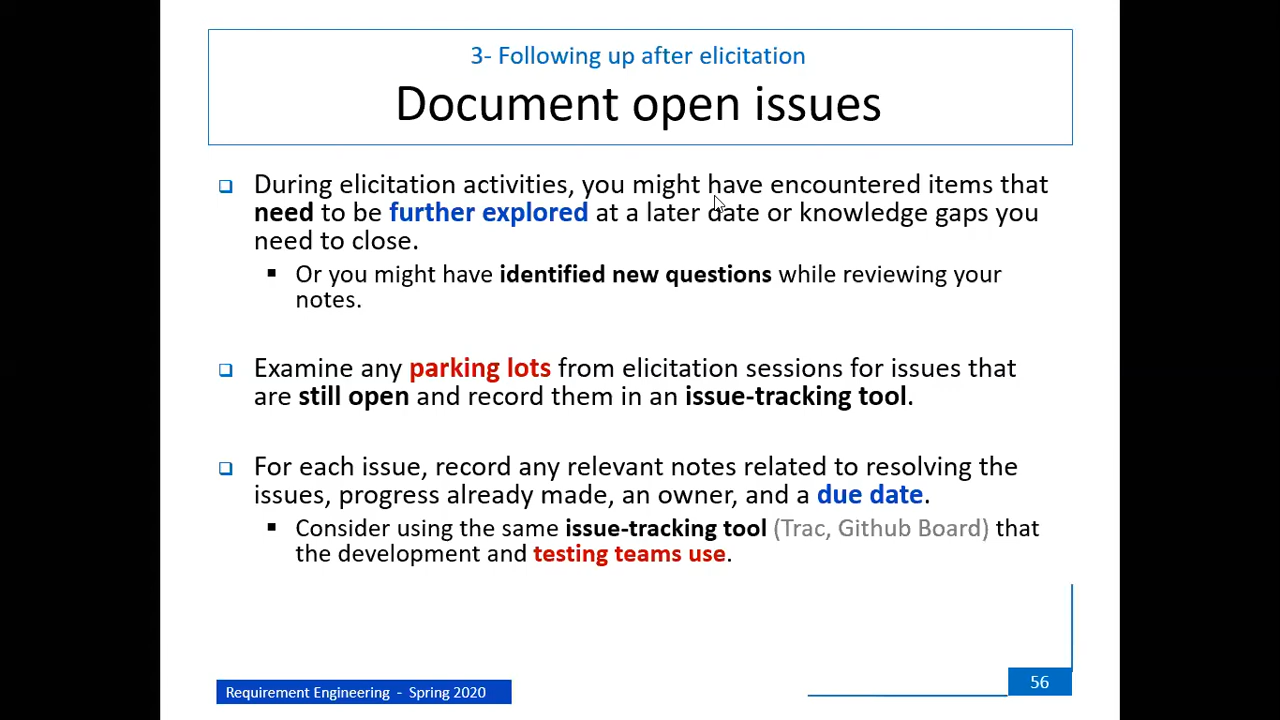 3- Following up after elicitation
Document open issues
During elicitation activities, you might have encountered items that
need to be further explored at a later date or knowledge gaps you
need to close.
Or you might have identified new questions while reviewing your
notes.
Examine any parking lots from elicitation sessions for issues that
are still open and record them in an issue-tracking tool.
For each issue, record any relevant notes related to resolving the
issues, progress already made, an owner, and a due date.
Consider using the same issue-tracking tool (Trac, Github Board) that
the development and testing teams use.
Requirement Engineering - Spring 2020
56